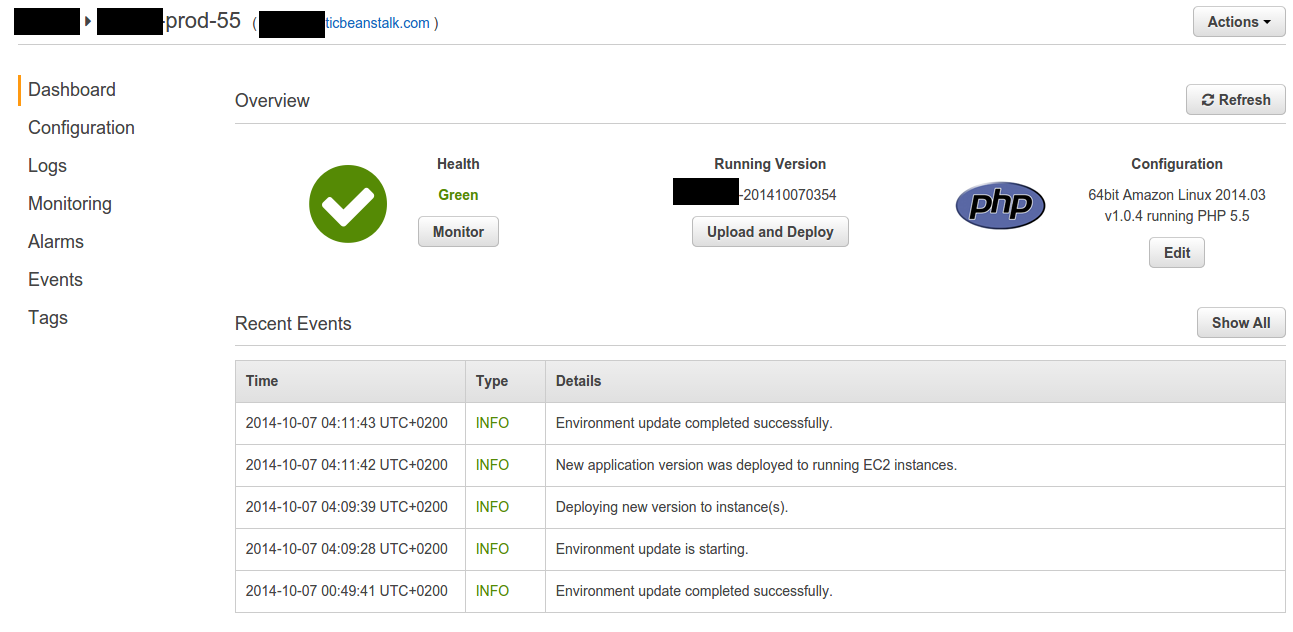 -prod-55 ( ticbeanstalk.com )
Actions
Dashboard
Configuration
Logs
Monitoring
Alarms
Events
Tags
Overview
Refresh
Health
Green
Monitor
Running Version
-201410070354
Upload and Deploy
php
Configuration
64bit Amazon Linux 2014.03
v1.0.4 running PHP 5.5
Edit
Recent Events
Show All
Time Type Details
2014-10-07 04:11:43 UTC+0200 INFO Environment update completed successfully.
2014-10-07 04:11:42 UTC+0200 INFO New application version was deployed to running EC2 instances.
2014-10-07 04:09:39 UTC+0200 INFO Deploying new version to instance(s).
2014-10-07 04:09:28 UTC+0200 INFO Environment update is starting.
2014-10-07 00:49:41 UTC+0200 INFO Environment update completed successfully.